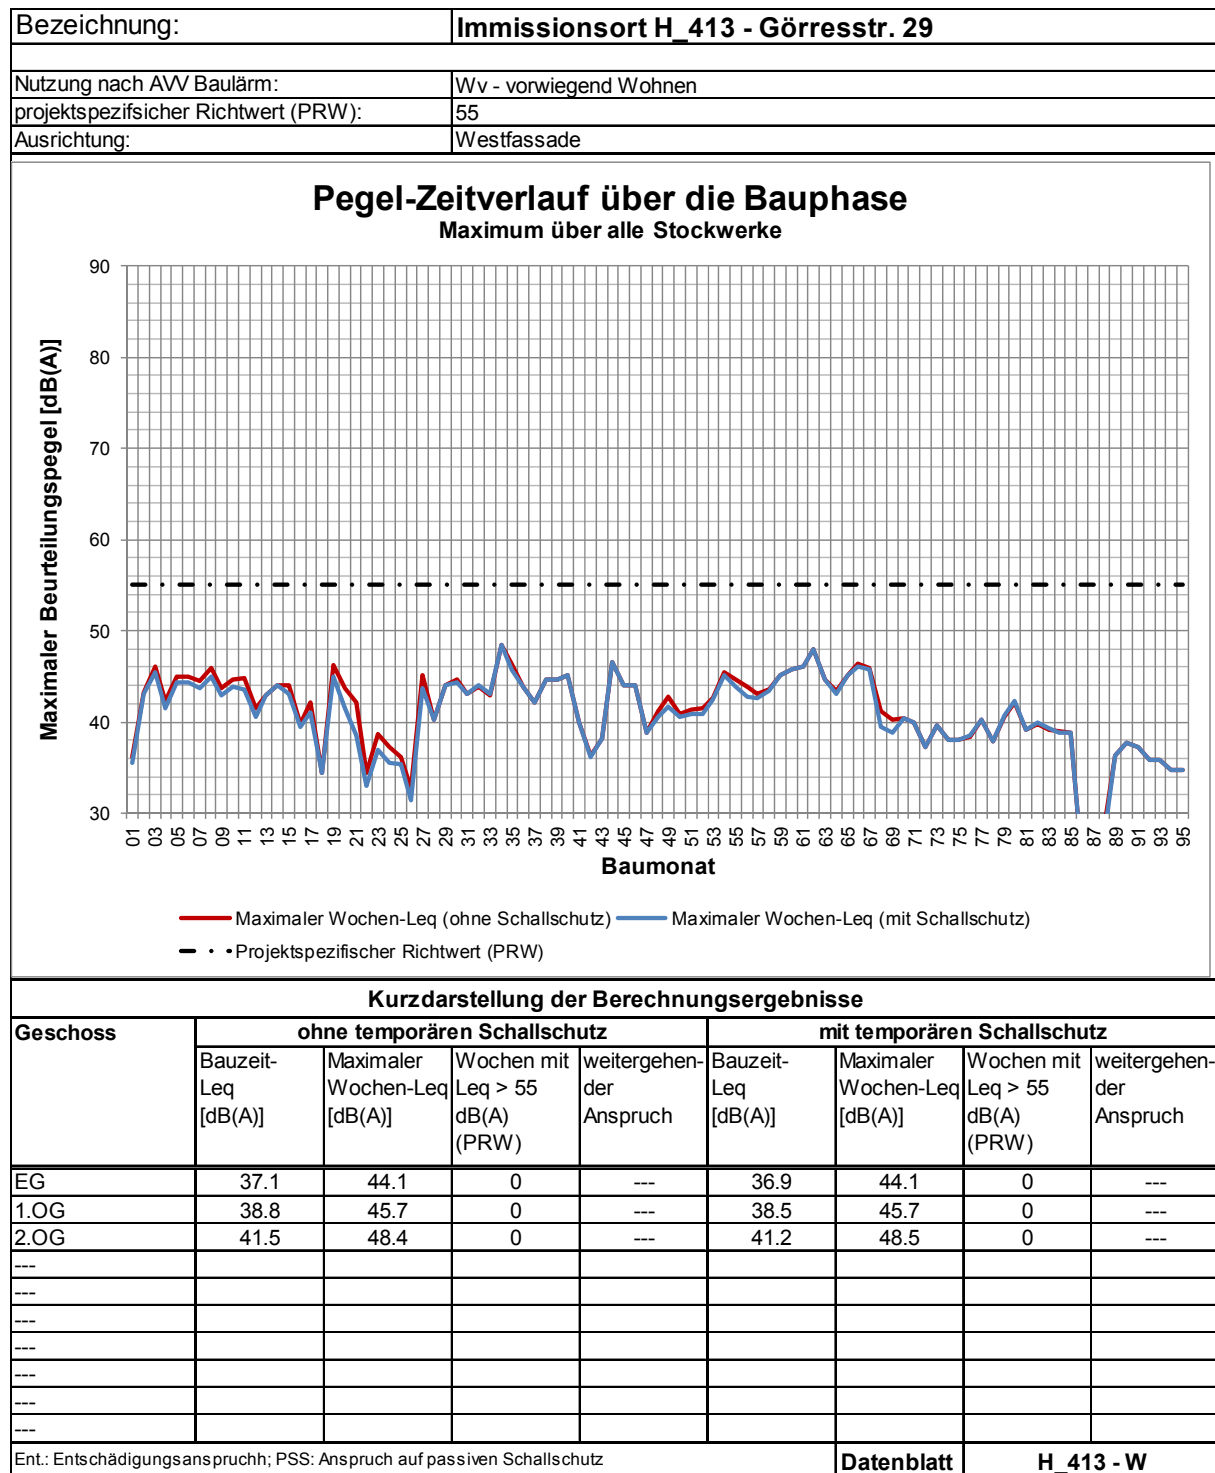 Bezeichnung: Immissionsort H_413 - Görresstr. 29
Nutzung nach AVV Baulärm: Wv - vorwiegend Wohnen
projektspezifsicher Richtwert (PRW): 55
Ausrichtung: Westfassade
Pegel-Zeitverlauf über die Bauphase
Maximum über alle Stockwerke
Maximaler Beurteilungspegel [dB(A)]
90
80
70
60
50
40
30
01 03 05 07 09 11 13 15 17 19 21 23 25 27 29 31 33 35 37 39 41 43 45 47 49 51 53 55 57 59 61 63 65 67 69 71 73 75 77 79 81 83 85 87 89 91 93 95
Baumonat
Maximaler Wochen-Leq (ohne Schallschutz) Maximaler Wochen-Leq (mit Schallschutz)
Projektspezifischer Richtwert (PRW)
Kurzdarstellung der Berechnungsergebnisse
Geschoss ohne temporären Schallschutz mit temporären Schallschutz
Bauzeit- Maximaler Wochen mit weitergehen- Bauzeit- Maximaler Wochen mit weitergehen-
Leq Wochen-Leq Leq > 55 der Leq Wochen-Leq Leq > 55 der
[dB(A)] [dB(A)] dB(A) Anspruch [dB(A)] [dB(A)] dB(A) Anspruch
(PRW) (PRW)
EG 37.1 44.1 0 --- 36.9 44.1 0 ---
1.OG 38.8 45.7 0 --- 38.5 45.7 0 ---
2.OG 41.5 48.4 0 --- 41.2 48.5 0 ---
---
---
---
---
---
---
---
Ent.: Entschädigungsanspruchh; PSS: Anspruch auf passiven Schallschutz Datenblatt H_413 - W